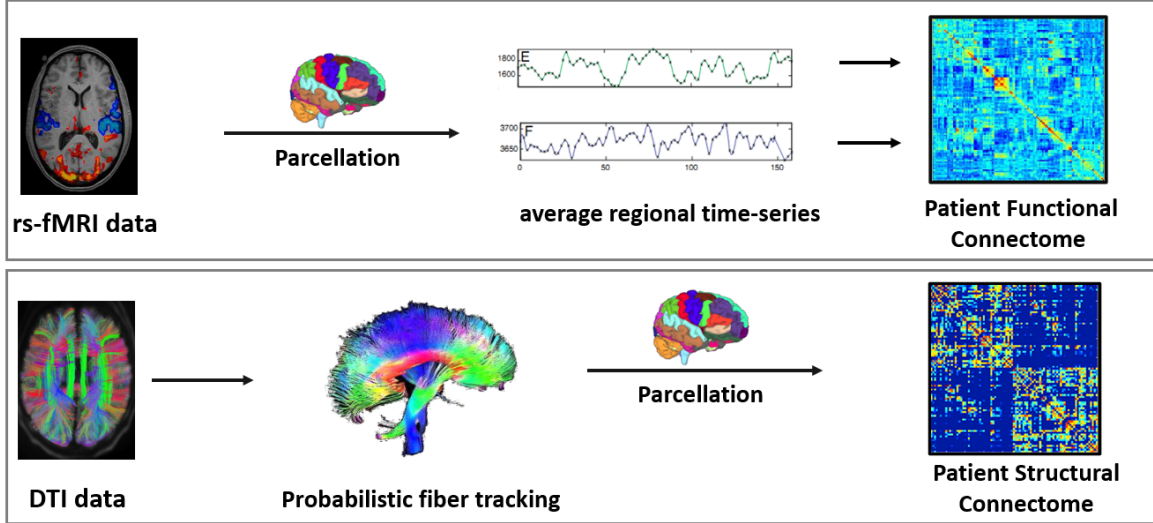 E
1800
1600
F
3700
3650
0 50 100 150
Parcellation
rs-fMRI data
average regional time-series
Patient Functional
Connectome
Parcellation
DTI data
Probabilistic fiber tracking
Patient Structural
Connectome